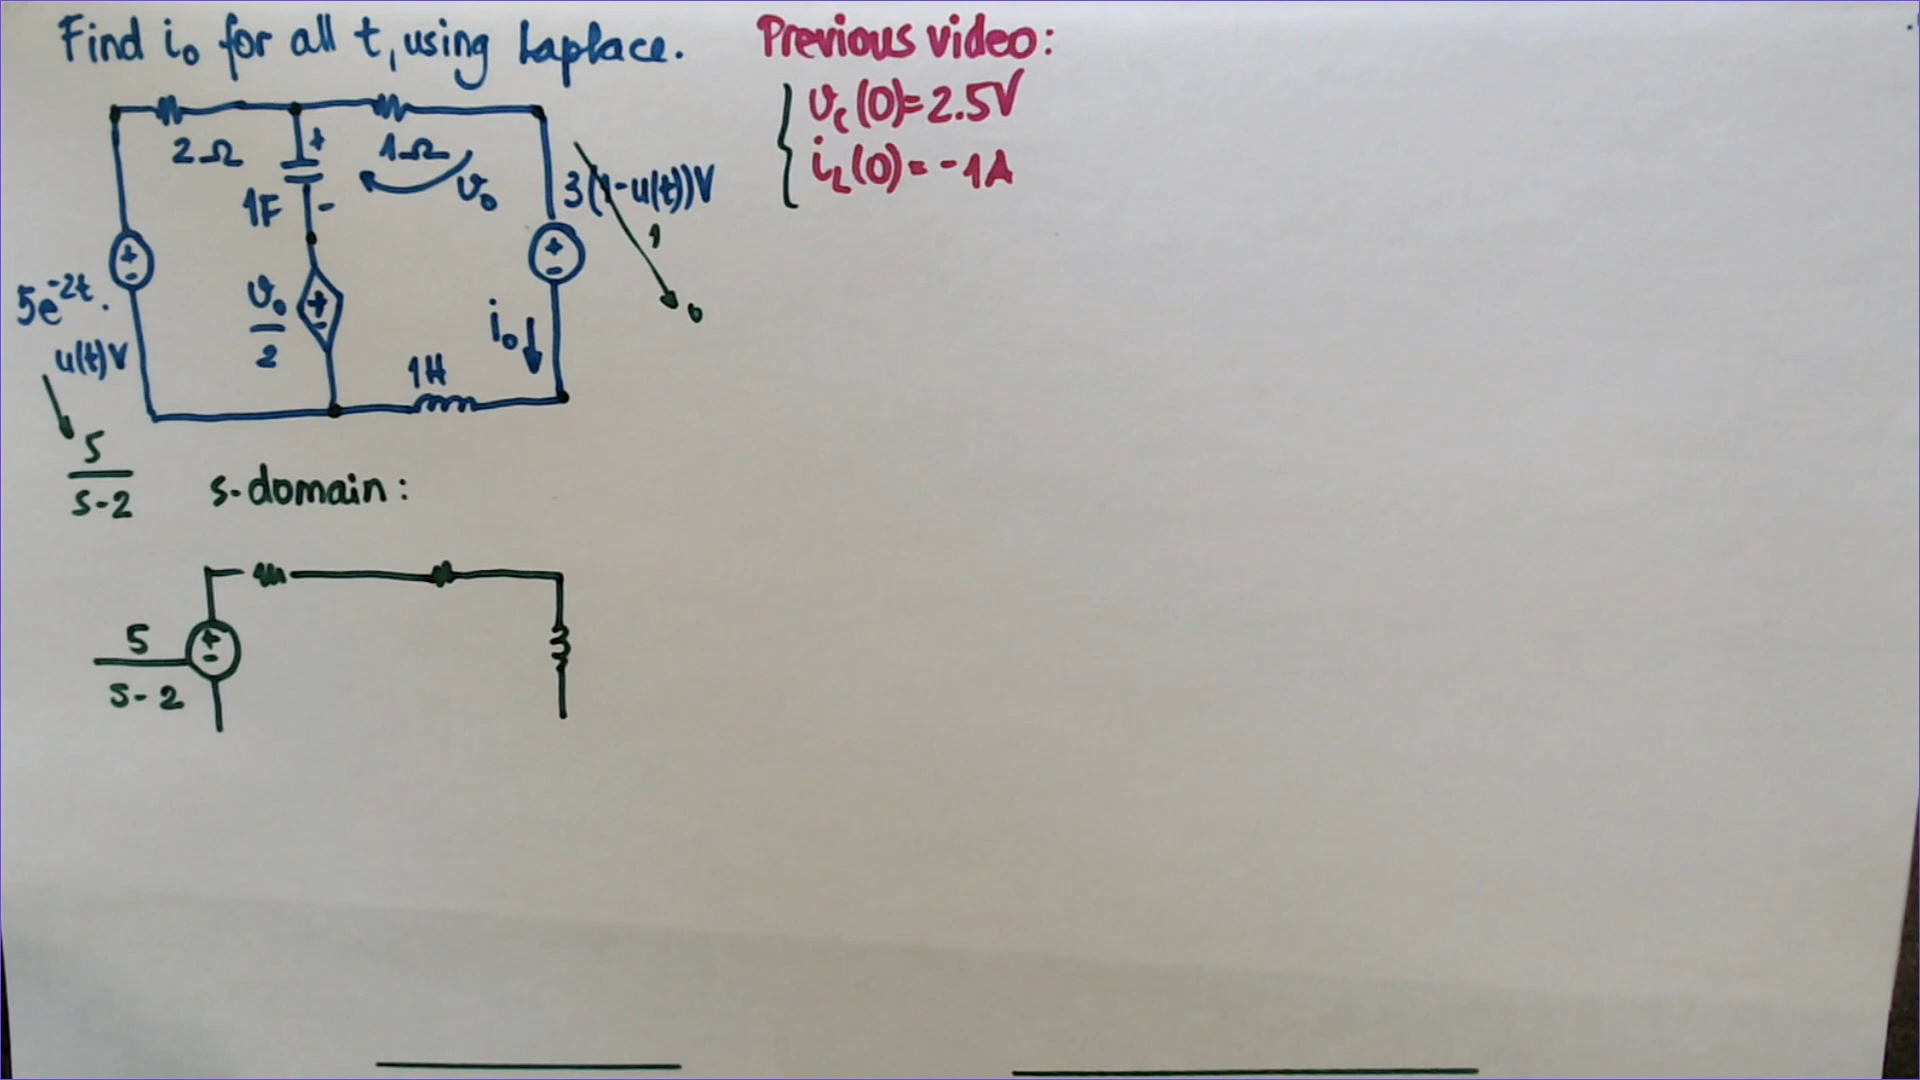 Find i₀ for all t, using Laplace.
Previous video:
v_c(0)=2.5V
i_L(0)=-1A
2Ω
+
1Ω
v₀
3(1-u(t))V
1
0
1F
-
+
-
+
-
5e^-2t.
u(t)V
v₀/2
+
-
i₀
1H
5/s-2
s-domain:
5/s-2
+
-